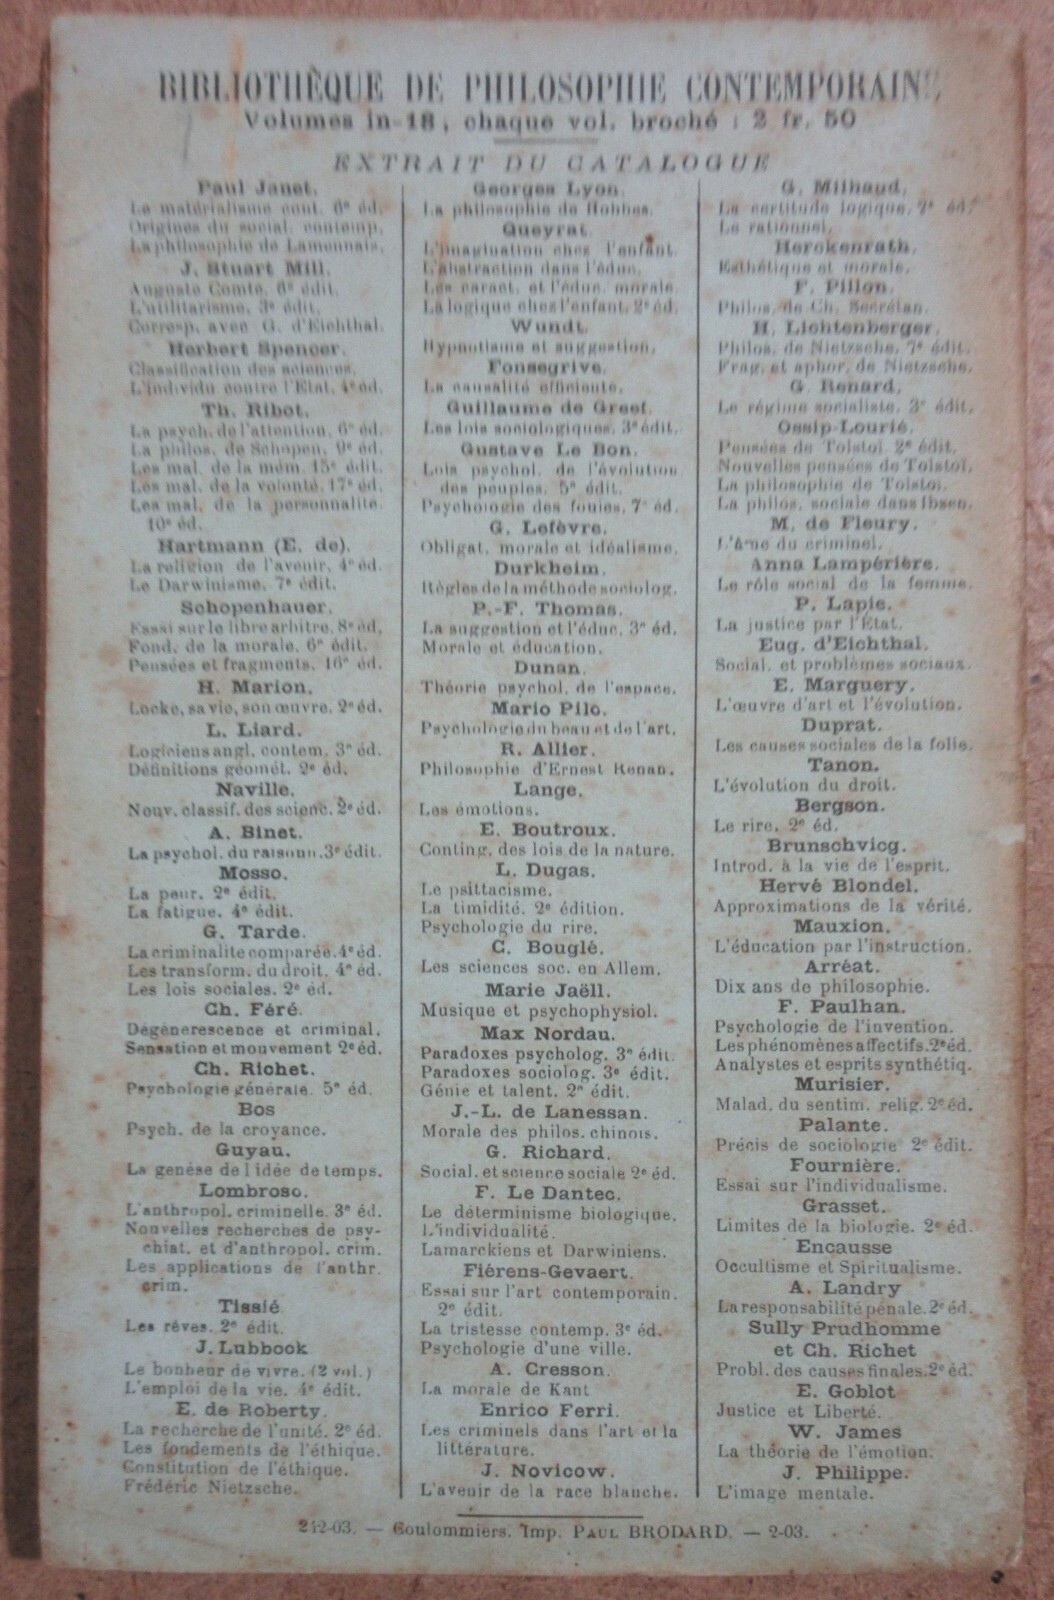 BIBLIOTHÈQUE DE PHILOSOPHIE CONTEMPORAINE
Volumes in-18, chaque vol. broché : 2 fr. 50
EXTRAIT DU CATALOGUE
Paul Janet.
Le matérialisme cont. 6e éd.
Origines du social. contemp.
La philosophie de Lamennais.
J. Stuart Mill.
Auguste Comte. 6e édit.
L'utilitarisme. 3e édit.
Corresp. avec G. d'Eichthal.
Herbert Spencer.
Classification des sciences.
L'individu contre l'Etat. 4e éd.
Th. Ribot.
La psych. de l'attention. 6e éd.
La philos. de Schopen. 9e éd.
Les mal. de la mém. 15e édit.
Les mal. de la volonté. 17e éd.
Les mal. de la personnalité.
10e éd.
Hartmann (E. de).
La religion de l'avenir. 4e éd.
Le Darwinisme. 7e édit.
Schopenhauer.
Essai sur le libre arbitre. 8e éd.
Fond. de la morale. 6e édit.
Pensées et fragments. 16e éd.
H. Marion.
Locke, sa vie, son œuvre. 2e éd.
L. Liard.
Logiciens angl. contem. 3e éd.
Définitions géomét. 2e éd.
Naville.
Nouv. classif. des scienc. 2e éd.
A. Binet.
La psychol. du raisonn. 3e édit.
Mosso.
La peur. 2e édit.
La fatigue. 4e édit.
G. Tarde.
La criminalité comparée. 4e éd.
Les transform. du droit. 4e éd.
Les lois sociales. 2e éd.
Ch. Féré.
Dégénérescence et criminal.
Sensation et mouvement 2e éd.
Ch. Richet.
Psychologie générale. 5e éd.
Bos
Psych. de la croyance.
Guyau.
La genèse de l'idée de temps.
Lombroso.
L'anthropol. criminelle. 3e éd.
Nouvelles recherches de psy-
chiat. et d'anthropol. crim.
Les applications de l'anthr.
crim.
Tissié
Les rêves. 2e édit.
J. Lubbook
Le bonheur de vivre. (2 vol.)
L'emploi de la vie. 4e édit.
E. de Roberty.
La recherche de l'unité. 2e éd.
Les fondements de l'éthique.
Constitution de l'éthique.
Frédéric Nietzsche.
Georges Lyon.
La philosophie de Hobbes.
Queyrat.
L'imagination chez l'enfant.
L'abstraction dans l'éduc.
Les caract. et l'éduc. morale
La logique chez l'enfant. 2e éd.
Wundt.
Hypnotisme et suggestion.
Fonsegrive.
La causalité efficiente.
Guillaume de Greef.
Les lois sociologiques. 3e édit.
Gustave Le Bon.
Lois psychol. de l'évolution
des peuples. 5e édit.
Psychologie des foules. 7e éd.
G. Lefèvre.
Obligat. morale et idéalisme.
Durkheim.
Règles de la méthode sociolog.
P.-F. Thomas.
La suggestion et l'éduc. 3e éd.
Morale et éducation.
Dunan.
Théorie psychol. de l'espace.
Mario Pilo.
Psychologie du beau et de l'art.
R. Allier.
Philosophie d'Ernest Renan.
Lange.
Les émotions.
E. Boutroux.
Conting. des lois de la nature.
L. Dugas.
Le psittacisme.
La timidité. 2e édition.
Psychologie du rire.
C. Bouglé.
Les sciences soc. en Allem.
Marie Jaëll.
Musique et psychophysiol.
Max Nordau.
Paradoxes psycholog. 3e édit.
Paradoxes sociolog. 3e édit.
Génie et talent. 2e édit.
J.-L. de Lanessan.
Morale des philos. chinois.
G. Richard.
Social. et science sociale 2e éd.
F. Le Dantec.
Le déterminisme biologique.
L'individualité.
Lamarckiens et Darwiniens.
Fiérens-Gevaert.
Essai sur l'art contemporain.
2e édit.
La tristesse contemp. 3e éd.
Psychologie d'une ville.
A. Cresson.
La morale de Kant
Enrico Ferri.
Les criminels dans l'art et la
littérature.
J. Novicow.
L'avenir de la race blanche.
G. Milhaud.
La certitude logique. 2e éd.
Le rationnel.
Herckenrath.
Esthétique et morale.
F. Pillon.
Philos. de Ch. Secrétan.
H. Lichtenberger.
Philos. de Nietzsche. 7e édit.
Frag. et aphor. de Nietzsche.
G. Renard.
Le régime socialiste. 3e édit.
Ossip-Lourié.
Pensées de Tolstoï. 2e édit.
Nouvelles pensées de Tolstoï.
La philosophie de Tolstoï.
La philos. sociale dans Ibsen.
M. de Fleury.
L'âme du criminel.
Anna Lampérière.
Le rôle social de la femme.
P. Lapie.
La justice par l'État.
Eug. d'Eichthal.
Social. et problèmes sociaux.
E. Marguery.
L'œuvre d'art et l'évolution.
Duprat.
Les causes sociales de la folie.
Tanon.
L'évolution du droit.
Bergson.
Le rire. 2e éd.
Brunschvicg.
Introd. à la vie de l'esprit.
Hervé Blondel.
Approximations de la vérité.
Mauxion.
L'éducation par l'instruction.
Arréat.
Dix ans de philosophie.
F. Paulhan.
Psychologie de l'invention.
Les phénomènes affectifs. 2e éd.
Analystes et esprits synthétiq.
Murisier.
Malad. du sentim. relig. 2e éd.
Palante.
Précis de sociologie 2e édit.
Fournière.
Essai sur l'individualisme.
Grasset.
Limites de la biologie. 2e éd.
Encausse
Occultisme et Spiritualisme.
A. Landry
La responsabilité pénale. 2e éd.
Sully Prudhomme
et Ch. Richet
Probl. des causes finales. 2e éd.
E. Goblot
Justice et Liberté.
W. James
La théorie de l'émotion.
J. Philippe.
L'image mentale.
212-03. — Coulommiers. Imp. PAUL BRODARD. — 2-03.